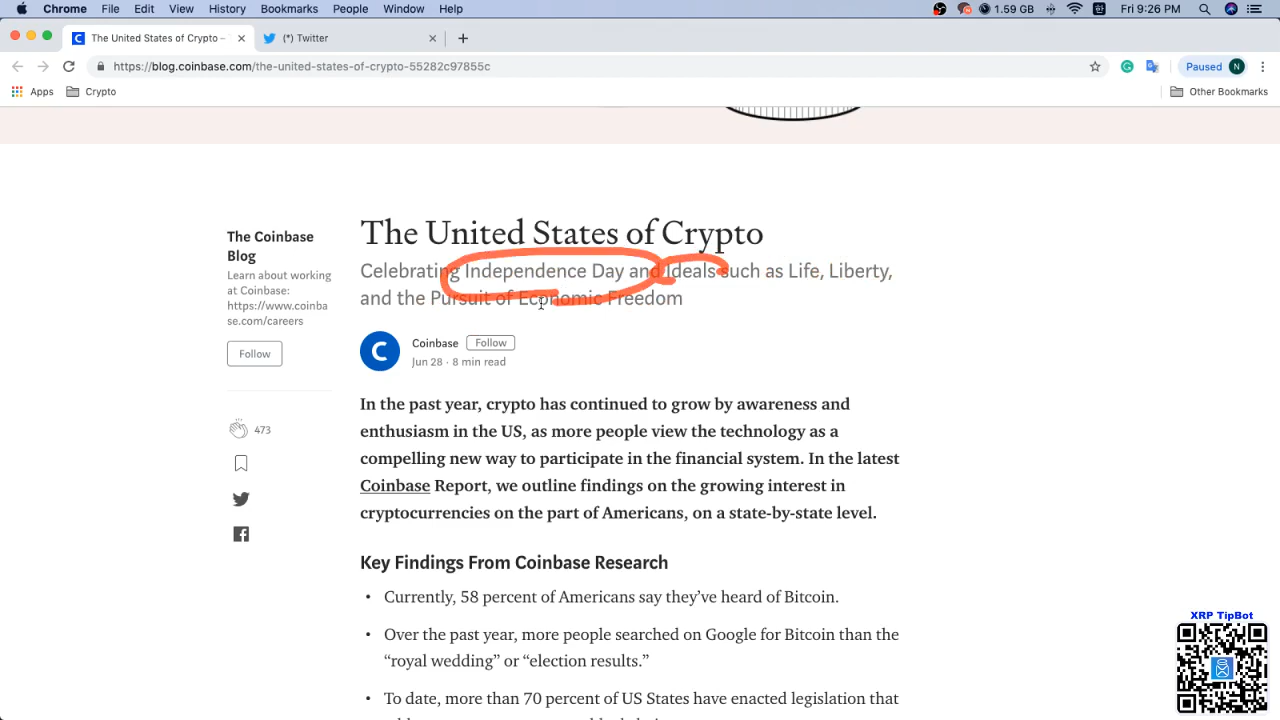 Chrome File Edit View History Bookmarks People Window Help 1.59 GB Fri 9:26 PM
The United States of Crypto – (*) Twitter
https://blog.coinbase.com/the-united-states-of-crypto-55282c97855c Paused N
Apps Crypto Other Bookmarks
The United States of Crypto
Celebrating Independence Day and Ideals such as Life, Liberty,
and the Pursuit of Economic Freedom
The Coinbase
Blog
Learn about working
at Coinbase:
https://www.coinba
se.com/careers
Follow
473
Coinbase Follow
Jun 28 · 8 min read
In the past year, crypto has continued to grow by awareness and
enthusiasm in the US, as more people view the technology as a
compelling new way to participate in the financial system. In the latest
Coinbase Report, we outline findings on the growing interest in
cryptocurrencies on the part of Americans, on a state-by-state level.
Key Findings From Coinbase Research
• Currently, 58 percent of Americans say they’ve heard of Bitcoin.
• Over the past year, more people searched on Google for Bitcoin than the
“royal wedding” or “election results.”
• To date, more than 70 percent of US States have enacted legislation that
XRP TipBot